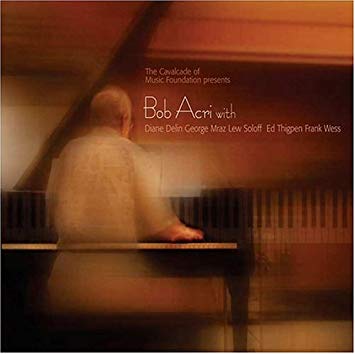 The Cavalcade of
Music Foundation presents
Bob Acri with
Diane Delin George Mraz Lew Soloff Ed Thigpen Frank Wess